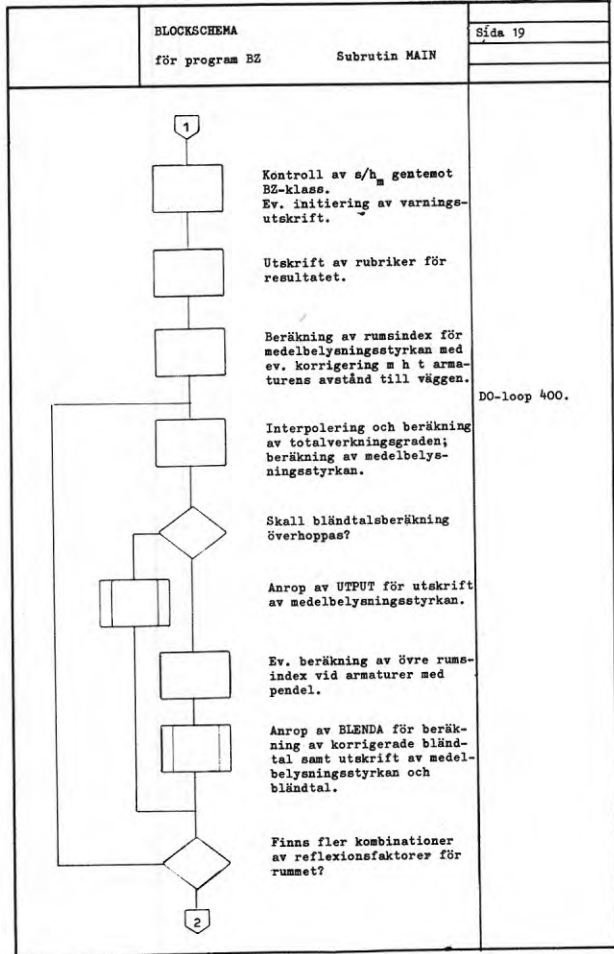 BLOCKSCHEMA
för program BZ Subrutin MAIN
Sida 19
1
Kontroll av s/hm gentemot
BZ-klass.
Ev. initiering av varnings-
utskrift.
Utskrift av rubriker för
resultatet.
Beräkning av rumsindex för
medelbelysningsstyrkan med
ev. korrigering m h t arma-
turens avstånd till väggen.
DO-loop 400.
Interpolering och beräkning
av totalverkningsgraden;
beräkning av medelbelys-
ningsstyrkan.
Skall bländtalsberäkning
överhoppas?
Anrop av UTPUT för utskrift
av medelbelysningsstyrkan.
Ev. beräkning av övre rums-
index vid armaturer med
pendel.
Anrop av BLENDA för beräk-
ning av korrigerade bländ-
tal samt utskrift av medel-
belysningsstyrkan och
bländtal.
Finns fler kombinationer
av reflexionsfaktorer för
rummet?
2